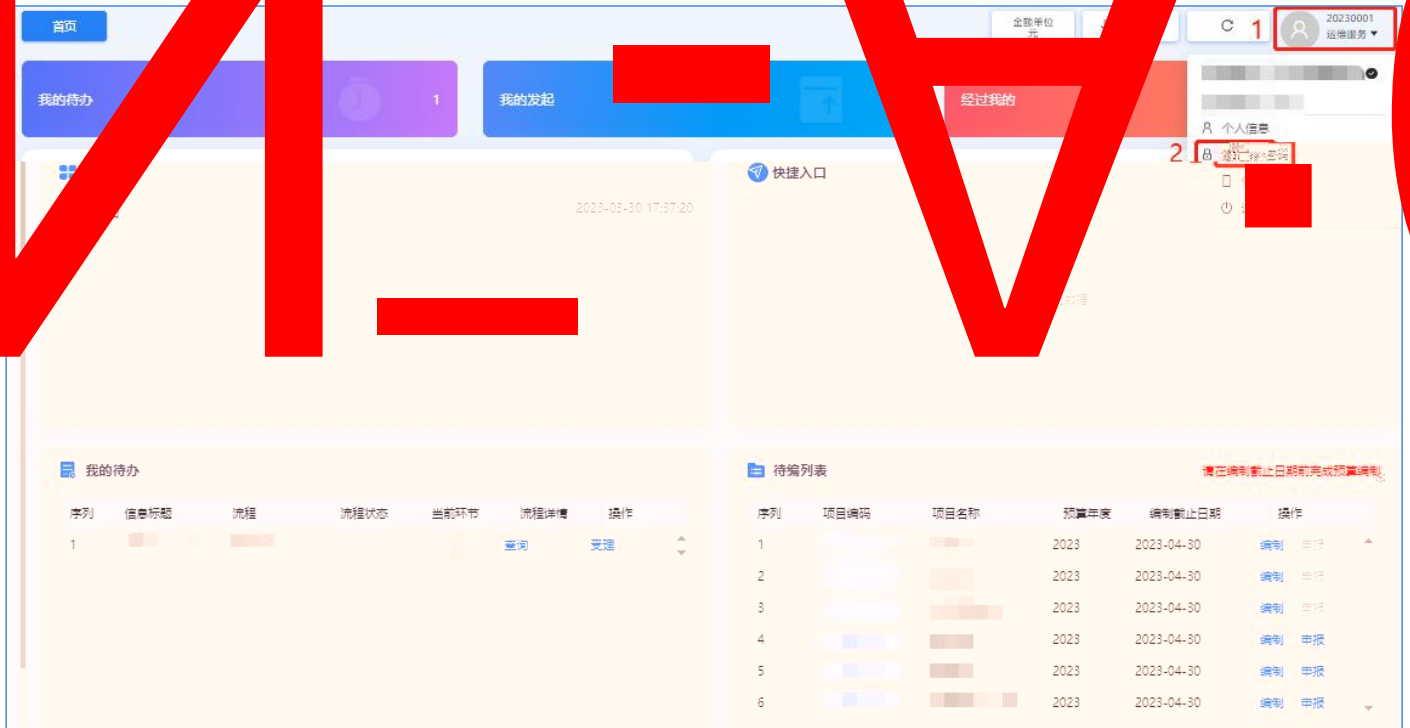 首页
金额单位
元
1
20230001
运维服务
我的待办
1
我的发起
经过我的
个人信息
2
快捷入口
2023-03-30 17:37:20
我的待办
待编列表
请在编制截止日期前完成预算编制
序列 信息标题 流程 流程状态 当前环节 流程详情 操作
1 查询 受理
序列 项目编码 项目名称 预算年度 编制截止日期 操作
1 2023 2023-04-30 编制
2 2023 2023-04-30 编制
3 2023 2023-04-30 编制
4 2023 2023-04-30 编制 申报
5 2023 2023-04-30 编制 申报
6 2023 2023-04-30 编制 申报